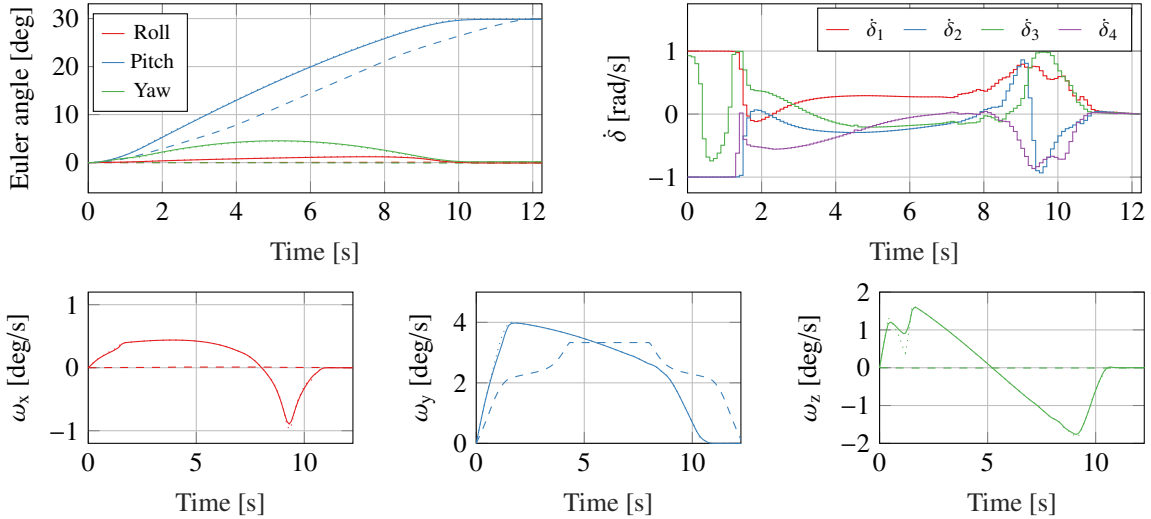 Euler angle [deg]
30
20
10
0
Roll
Pitch
Yaw
0 2 4 6 8 10 12
Time [s]
δ̇ [rad/s]
1
0
−1
δ̇₁ δ̇₂ δ̇₃ δ̇₄
0 2 4 6 8 10 12
Time [s]
ωₓ [deg/s]
1
0
−1
0 5 10
Time [s]
ω_y [deg/s]
4
2
0
0 5 10
Time [s]
ω_z [deg/s]
2
1
0
−1
−2
0 5 10
Time [s]